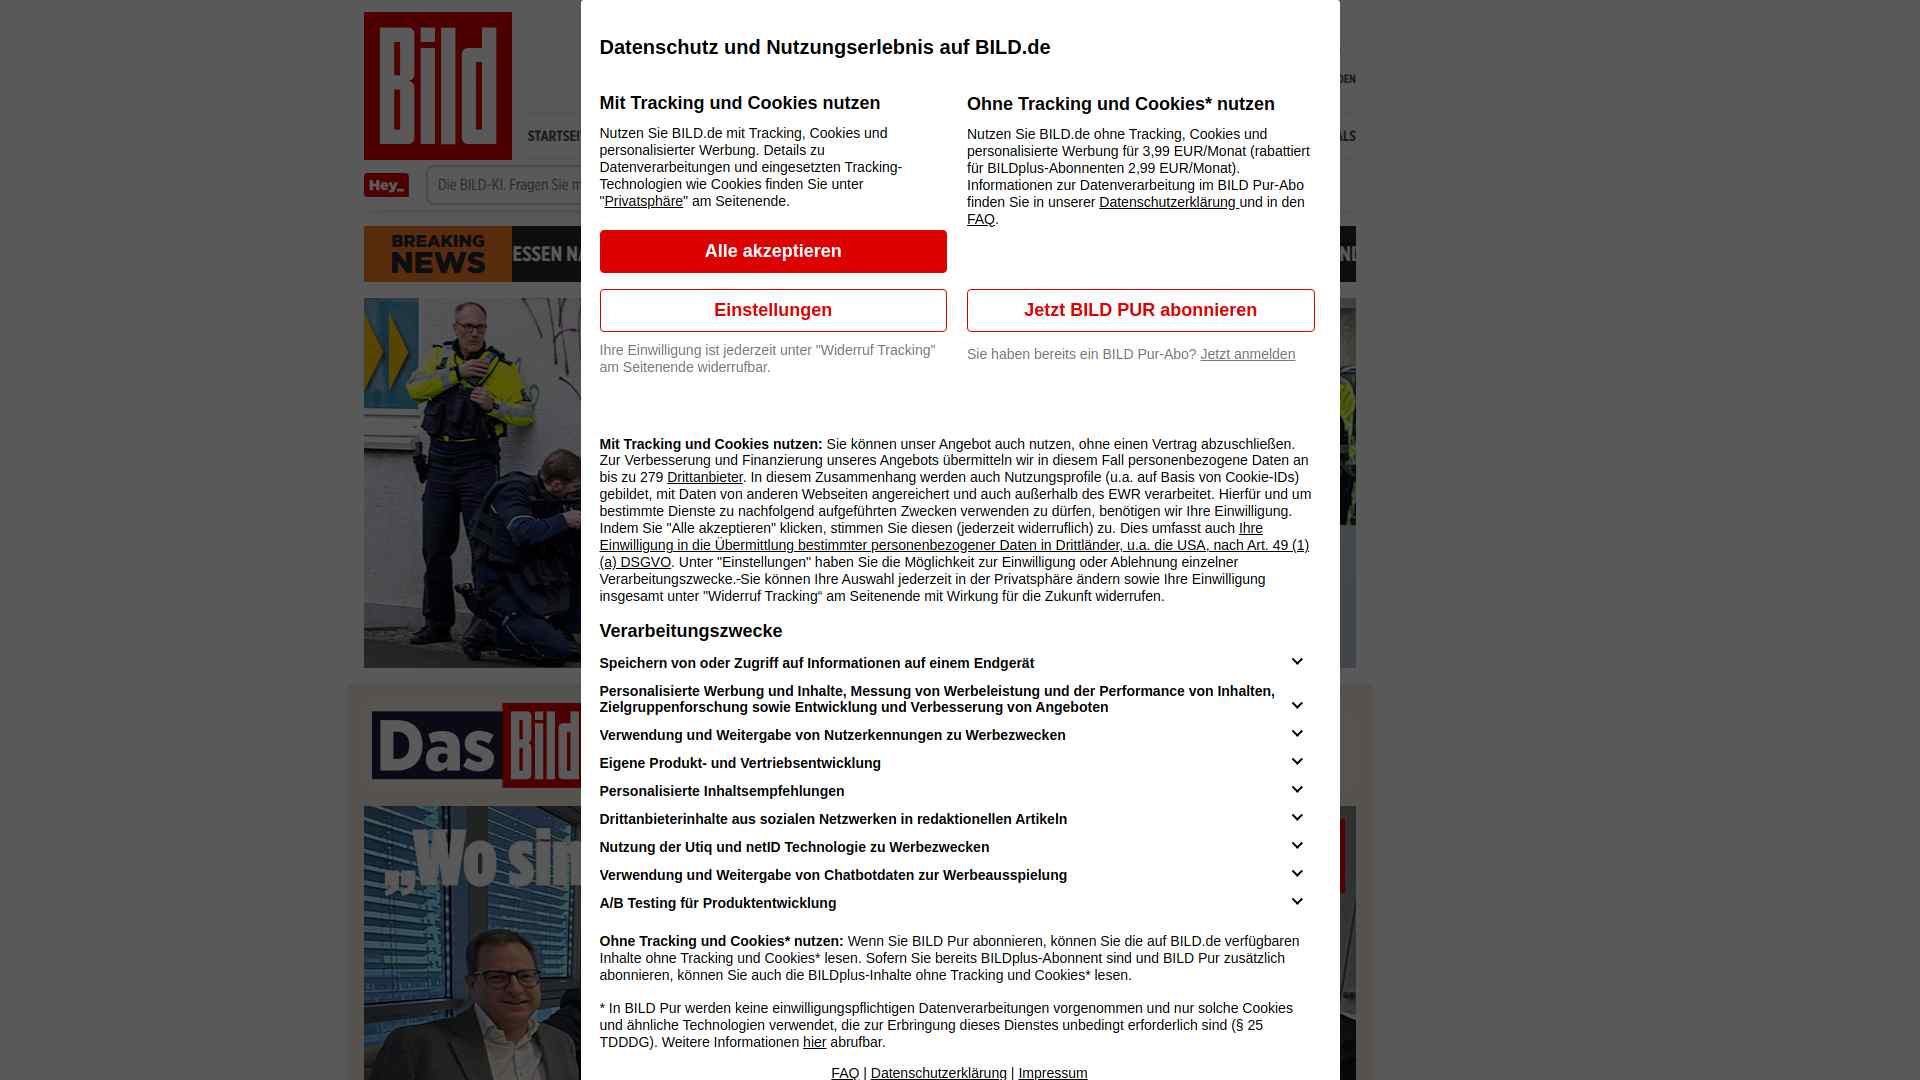 Bild
DEN
STARTSEI
ALS
Hey_
Die BILD-KI. Fragen Sie m
BREAKING
NEWS
ESSEN NA
Das Bild
„Wo sin
Datenschutz und Nutzungserlebnis auf BILD.de
Mit Tracking und Cookies nutzen
Nutzen Sie BILD.de mit Tracking, Cookies und
personalisierter Werbung. Details zu
Datenverarbeitungen und eingesetzten Tracking-
Technologien wie Cookies finden Sie unter
"Privatsphäre" am Seitenende.
Alle akzeptieren
Einstellungen
Ihre Einwilligung ist jederzeit unter "Widerruf Tracking"
am Seitenende widerrufbar.
Ohne Tracking und Cookies* nutzen
Nutzen Sie BILD.de ohne Tracking, Cookies und
personalisierte Werbung für 3,99 EUR/Monat (rabattiert
für BILDplus-Abonnenten 2,99 EUR/Monat).
Informationen zur Datenverarbeitung im BILD Pur-Abo
finden Sie in unserer Datenschutzerklärung und in den
FAQ.
Jetzt BILD PUR abonnieren
Sie haben bereits ein BILD Pur-Abo? Jetzt anmelden
Mit Tracking und Cookies nutzen: Sie können unser Angebot auch nutzen, ohne einen Vertrag abzuschließen.
Zur Verbesserung und Finanzierung unseres Angebots übermitteln wir in diesem Fall personenbezogene Daten an
bis zu 279 Drittanbieter. In diesem Zusammenhang werden auch Nutzungsprofile (u.a. auf Basis von Cookie-IDs)
gebildet, mit Daten von anderen Webseiten angereichert und auch außerhalb des EWR verarbeitet. Hierfür und um
bestimmte Dienste zu nachfolgend aufgeführten Zwecken verwenden zu dürfen, benötigen wir Ihre Einwilligung.
Indem Sie "Alle akzeptieren" klicken, stimmen Sie diesen (jederzeit widerruflich) zu. Dies umfasst auch Ihre
Einwilligung in die Übermittlung bestimmter personenbezogener Daten in Drittländer, u.a. die USA, nach Art. 49 (1)
(a) DSGVO. Unter "Einstellungen" haben Sie die Möglichkeit zur Einwilligung oder Ablehnung einzelner
Verarbeitungszwecke.-Sie können Ihre Auswahl jederzeit in der Privatsphäre ändern sowie Ihre Einwilligung
insgesamt unter "Widerruf Tracking“ am Seitenende mit Wirkung für die Zukunft widerrufen.
Verarbeitungszwecke
Speichern von oder Zugriff auf Informationen auf einem Endgerät
Personalisierte Werbung und Inhalte, Messung von Werbeleistung und der Performance von Inhalten,
Zielgruppenforschung sowie Entwicklung und Verbesserung von Angeboten
Verwendung und Weitergabe von Nutzerkennungen zu Werbezwecken
Eigene Produkt- und Vertriebsentwicklung
Personalisierte Inhaltsempfehlungen
Drittanbieterinhalte aus sozialen Netzwerken in redaktionellen Artikeln
Nutzung der Utiq und netID Technologie zu Werbezwecken
Verwendung und Weitergabe von Chatbotdaten zur Werbeausspielung
A/B Testing für Produktentwicklung
Ohne Tracking und Cookies* nutzen: Wenn Sie BILD Pur abonnieren, können Sie die auf BILD.de verfügbaren
Inhalte ohne Tracking und Cookies* lesen. Sofern Sie bereits BILDplus-Abonnent sind und BILD Pur zusätzlich
abonnieren, können Sie auch die BILDplus-Inhalte ohne Tracking und Cookies* lesen.
* In BILD Pur werden keine einwilligungspflichtigen Datenverarbeitungen vorgenommen und nur solche Cookies
und ähnliche Technologien verwendet, die zur Erbringung dieses Dienstes unbedingt erforderlich sind (§ 25
TDDDG). Weitere Informationen hier abrufbar.
FAQ | Datenschutzerklärung | Impressum